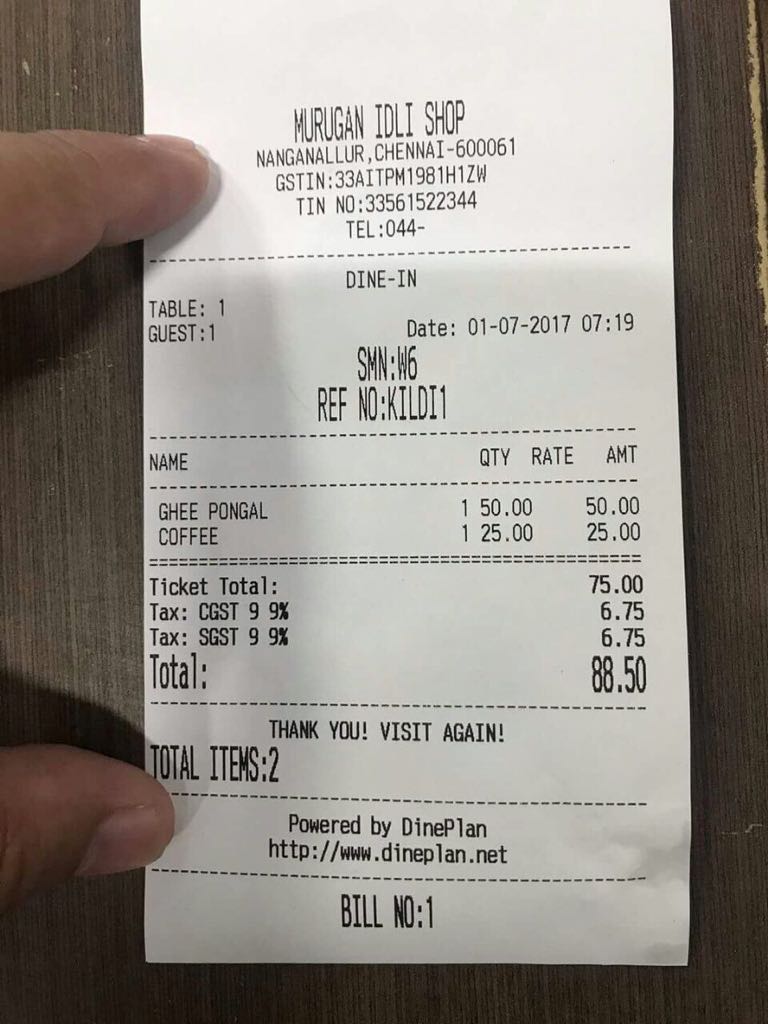 MURUGAN IDLI SHOP
NANGANALLUR,CHENNAI-600061
GSTIN:33AITPM1981H1ZW
TIN NO:33561522344
TEL:044-
DINE-IN
TABLE: 1
GUEST:1 Date: 01-07-2017 07:19
SMN:W6
REF NO:KILDI1
NAME QTY RATE AMT
GHEE PONGAL 1 50.00 50.00
COFFEE 1 25.00 25.00
Ticket Total: 75.00
Tax: CGST 9 9% 6.75
Tax: SGST 9 9% 6.75
Total: 88.50
THANK YOU! VISIT AGAIN!
TOTAL ITEMS:2
Powered by DinePlan
http://www.dineplan.net
BILL NO:1